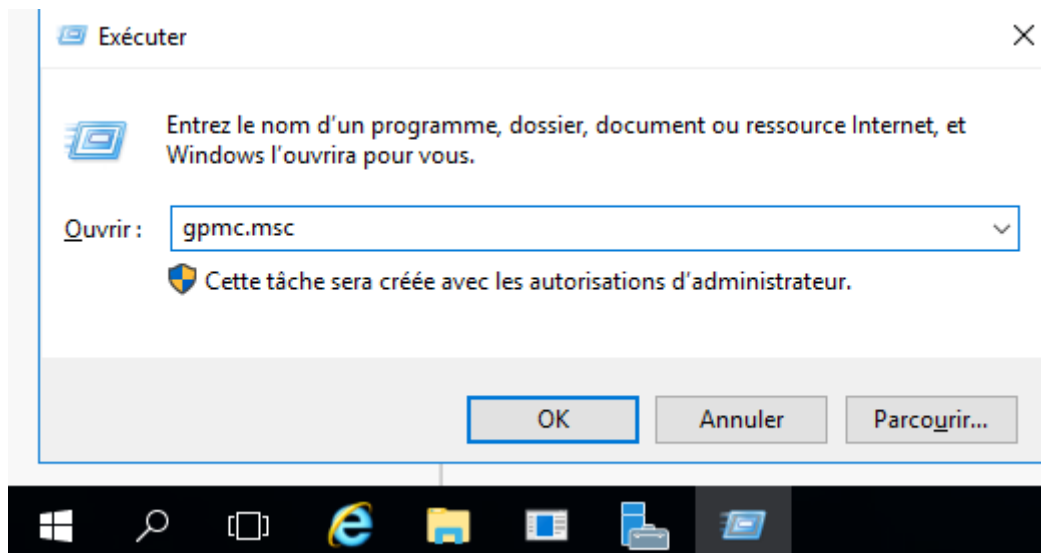 Exécuter
Entrez le nom d'un programme, dossier, document ou ressource Internet, et
Windows l'ouvrira pour vous.
Ouvrir :
gpmc.msc
Cette tâche sera créée avec les autorisations d'administrateur.
OK
Annuler
Parcourir...